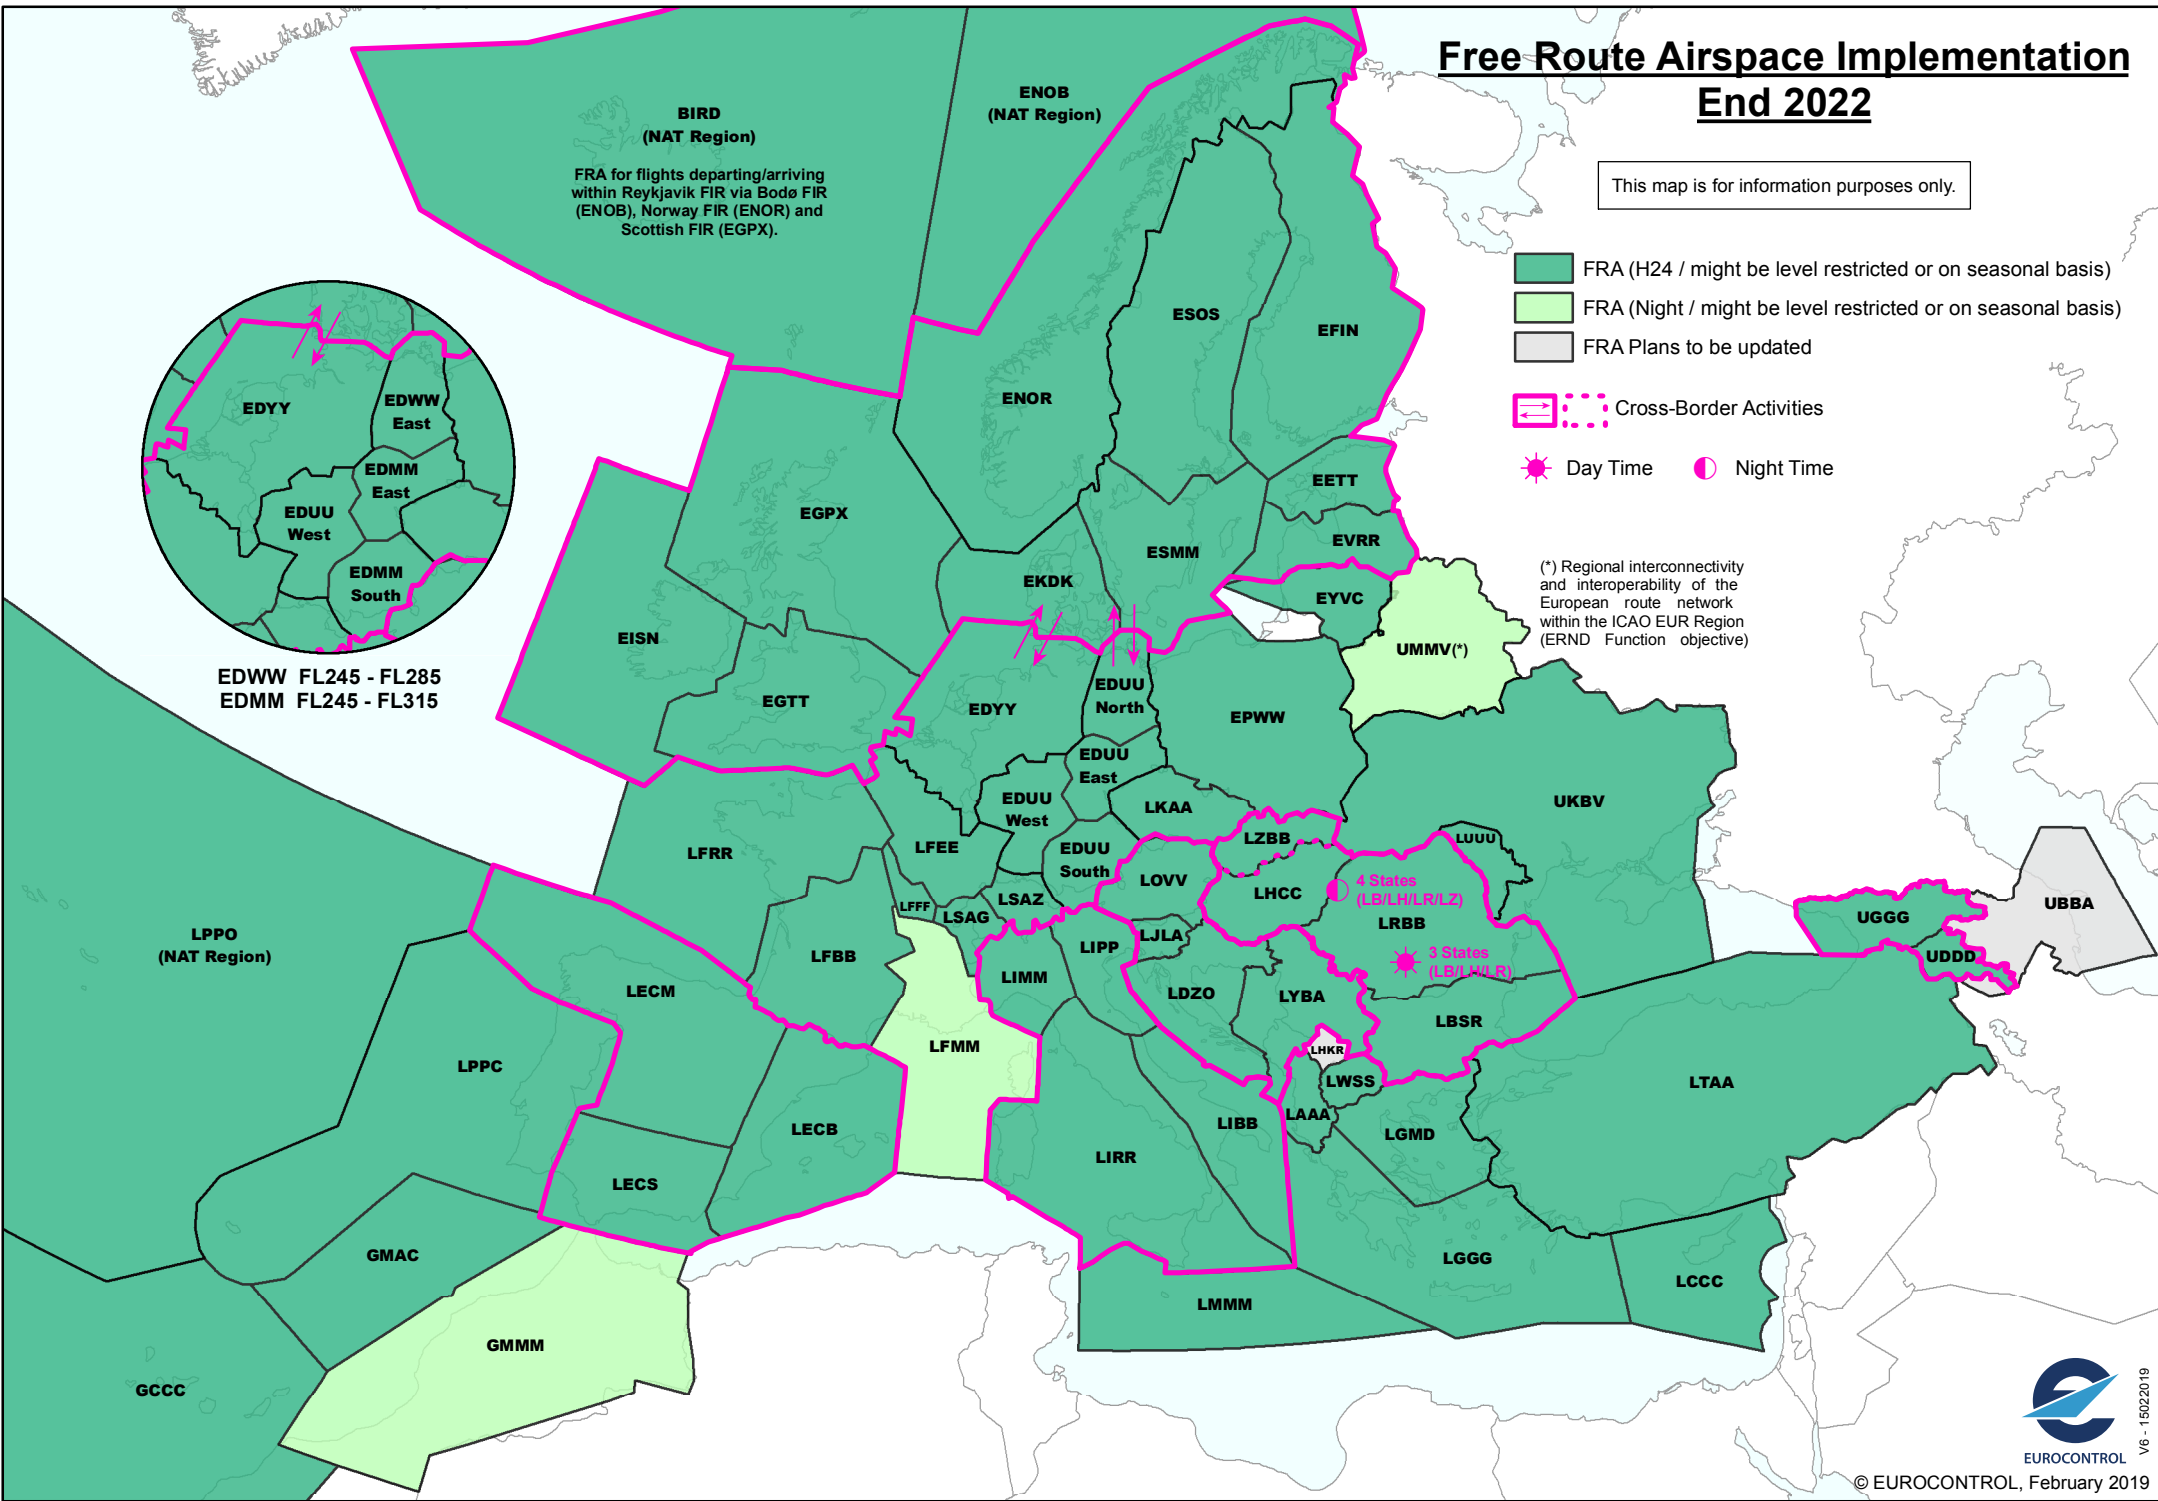 Free Route Airspace Implementation
End 2022
This map is for information purposes only.
FRA (H24 / might be level restricted or on seasonal basis)
FRA (Night / might be level restricted or on seasonal basis)
FRA Plans to be updated
Cross-Border Activities
Day Time
Night Time
(*) Regional interconnectivity
and interoperability of the
European route network
within the ICAO EUR Region
(ERND Function objective)
BIRD
(NAT Region)
FRA for flights departing/arriving
within Reykjavik FIR via Bodø FIR
(ENOB), Norway FIR (ENOR) and
Scottish FIR (EGPX).
ENOB
(NAT Region)
ESOS
EFIN
ENOR
EDYY
EDWW
East
EDMM
East
EDUU
West
EDMM
South
EDWW FL245 - FL285
EDMM FL245 - FL315
EGPX
EETT
EVRR
ESMM
EKDK
EYVC
EISN
UMMV(*)
EGTT
EDYY
EDUU
North
EPWW
EDUU
East
EDUU
West
LKAA
UKBV
LFRR
LFEE
EDUU
South
LZBB
LUUU
LOVV
LHCC
4 States
(LB/LH/LR/LZ)
LRBB
3 States
(LB/LH/LR)
LFFF
LSAG
LSAZ
LPPO
(NAT Region)
LFBB
LIMM
LIPP
LJLA
UGGG
UBBA
UDDD
LECM
LDZO
LYBA
LBSR
LFMM
LHKR
LPPC
LWSS
LTAA
LECB
LIBB
LAAA
LGMD
LIRR
LECS
GMAC
LGGG
LCCC
LMMM
GMMM
GCCC
EUROCONTROL
V6 - 15022019
© EUROCONTROL, February 2019